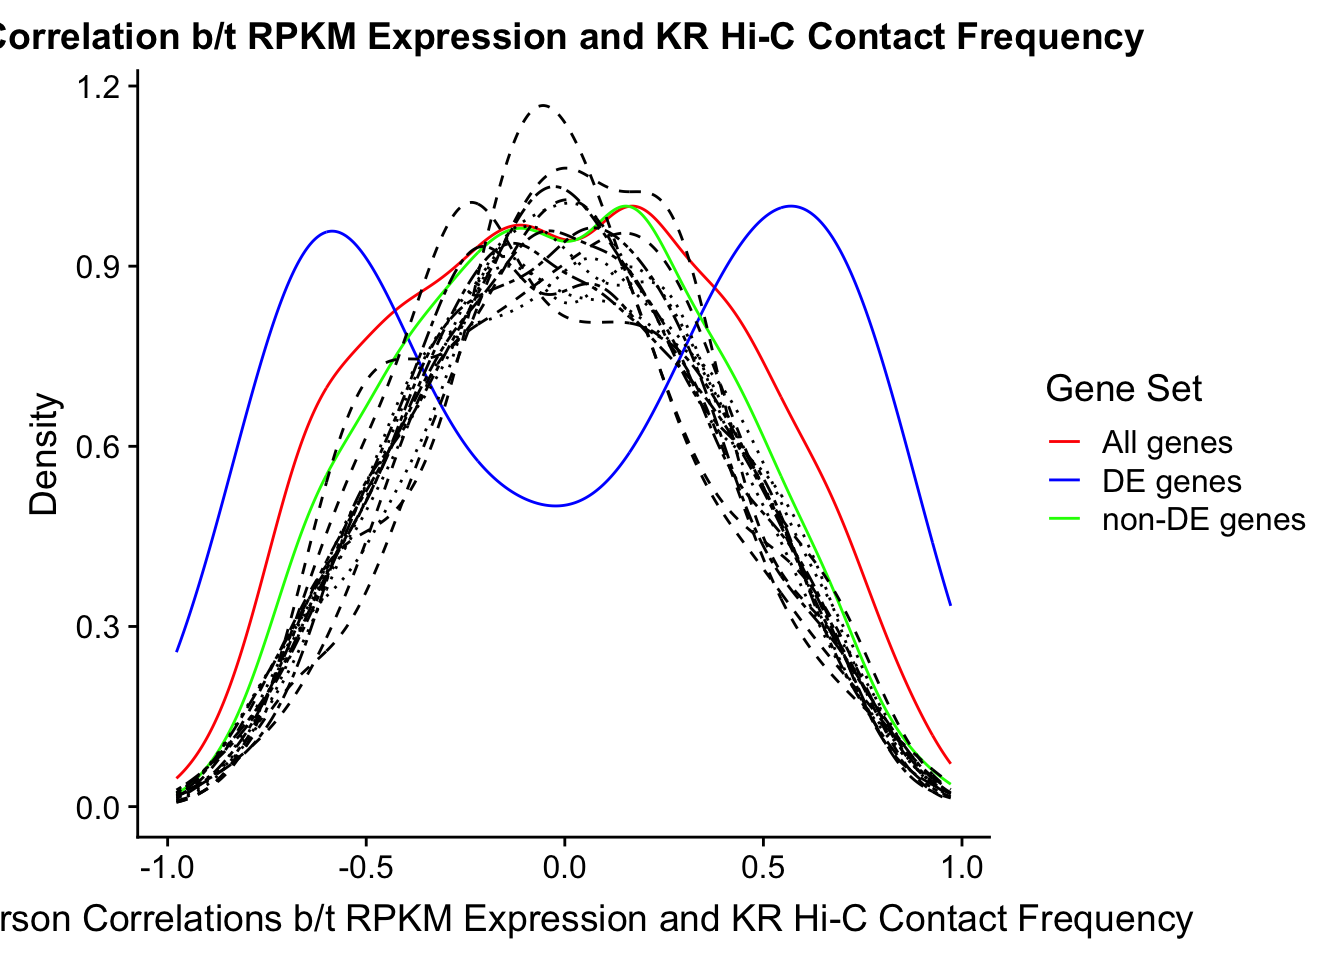 Correlation b/t RPKM Expression and KR Hi-C Contact Frequency
1.2
0.9
0.6
0.3
0.0
Density
-1.0 -0.5 0.0 0.5 1.0
rson Correlations b/t RPKM Expression and KR Hi-C Contact Frequency
Gene Set
All genes
DE genes
non-DE genes